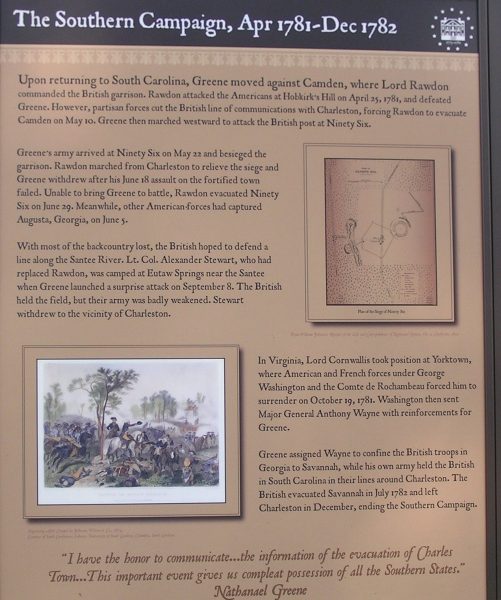 The Southern Campaign, Apr 1781-Dec 1782
Upon returning to South Carolina, Greene moved against Camden, where Lord Rawdon
commanded the British garrison. Rawdon attacked the Americans at Hobkirk's Hill on April 25, 1781, and defeated
Greene. However, partisan forces cut the British line of communications with Charleston, forcing Rawdon to evacuate
Camden on May 10. Greene then marched westward to attack the British post at Ninety Six.
Greene's army arrived at Ninety Six on May 22 and besieged the
garrison. Rawdon marched from Charleston to relieve the siege and
Greene withdrew after his June 18 assault on the fortified town
failed. Unable to bring Greene to battle, Rawdon evacuated Ninety
Six on June 29. Meanwhile, other American-forces had captured
Augusta, Georgia, on June 5.
With most of the backcountry lost, the British hoped to defend a
line along the Santee River. Lt. Col. Alexander Stewart, who had
replaced Rawdon, was camped at Eutaw Springs near the Santee
when Greene launched a surprise attack on September 8. The British
held the field, but their army was badly weakened. Stewart
withdrew to the vicinity of Charleston.
Plan of the Siege of Ninety Six
In Virginia, Lord Cornwallis took position at Yorktown,
where American and French forces under George
Washington and the Comte de Rochambeau forced him to
surrender on October 19, 1781. Washington then sent
Major General Anthony Wayne with reinforcements for
Greene.
Greene assigned Wayne to confine the British troops in
Georgia to Savannah, while his own army held the British
in South Carolina in their lines around Charleston. The
British evacuated Savannah in July 1782 and left
Charleston in December, ending the Southern Campaign.
"I have the honor to communicate...the information of the evacuation of Charles
Town...This important event gives us compleat possession of all the Southern States."
Nathanael Greene